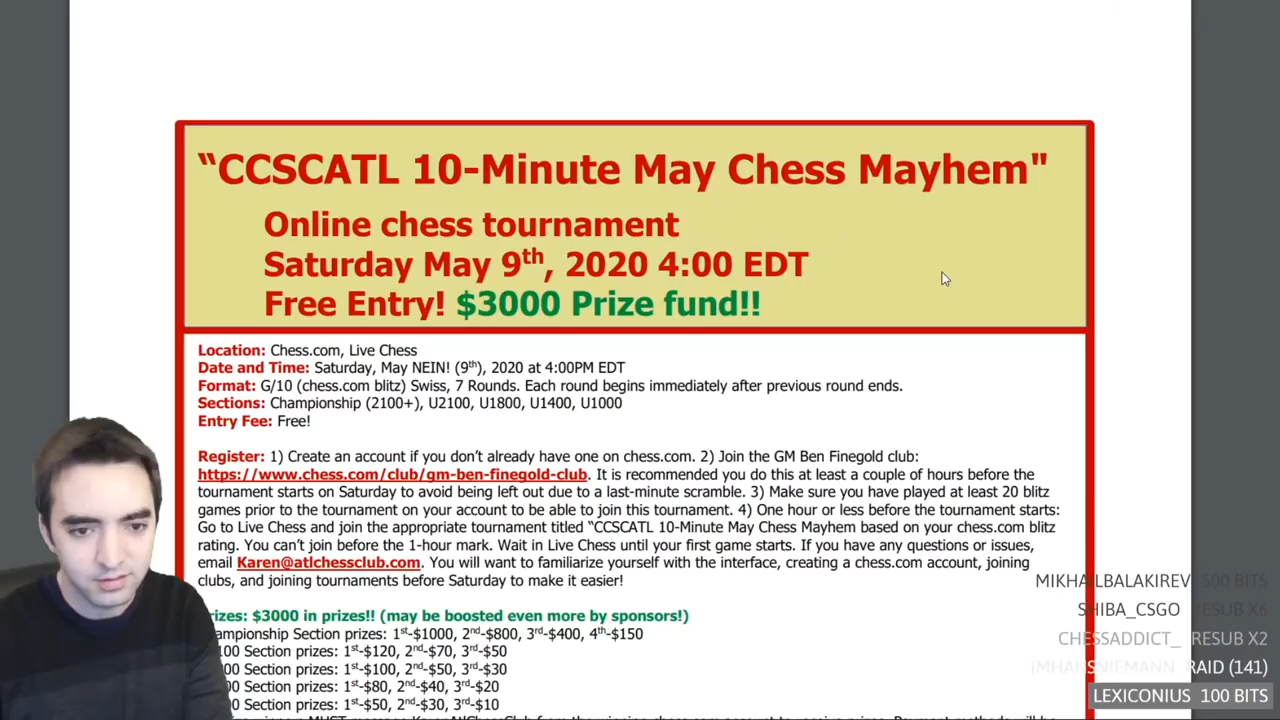 “CCSCATL 10-Minute May Chess Mayhem"
Online chess tournament
Saturday May 9th, 2020 4:00 EDT
Free Entry! $3000 Prize fund!!
Location: Chess.com, Live Chess
Date and Time: Saturday, May NEIN! (9th), 2020 at 4:00PM EDT
Format: G/10 (chess.com blitz) Swiss, 7 Rounds. Each round begins immediately after previous round ends.
Sections: Championship (2100+), U2100, U1800, U1400, U1000
Entry Fee: Free!
Register: 1) Create an account if you don’t already have one on chess.com. 2) Join the GM Ben Finegold club:
https://www.chess.com/club/gm-ben-finegold-club. It is recommended you do this at least a couple of hours before the
tournament starts on Saturday to avoid being left out due to a last-minute scramble. 3) Make sure you have played at least 20 blitz
games prior to the tournament on your account to be able to join this tournament. 4) One hour or less before the tournament starts:
Go to Live Chess and join the appropriate tournament titled “CCSCATL 10-Minute May Chess Mayhem based on your chess.com blitz
rating. You can’t join before the 1-hour mark. Wait in Live Chess until your first game starts. If you have any questions or issues,
email Karen@atlchessclub.com. You will want to familiarize yourself with the interface, creating a chess.com account, joining
clubs, and joining tournaments before Saturday to make it easier!
rizes: $3000 in prizes!! (may be boosted even more by sponsors!)
ampionship Section prizes: 1st-$1000, 2nd-$800, 3rd-$400, 4th-$150
100 Section prizes: 1st-$120, 2nd-$70, 3rd-$50
00 Section prizes: 1st-$100, 2nd-$50, 3rd-$30
00 Section prizes: 1st-$80, 2nd-$40, 3rd-$20
00 Section prizes: 1st-$50, 2nd-$30, 3rd-$10
MIKHAILBALAKIREV 500 BITS
SHIBA_CSGO RESUB X6
CHESSADDICT_ RESUB X2
IMHANSNIEMANN RAID (141)
LEXICONIUS 100 BITS